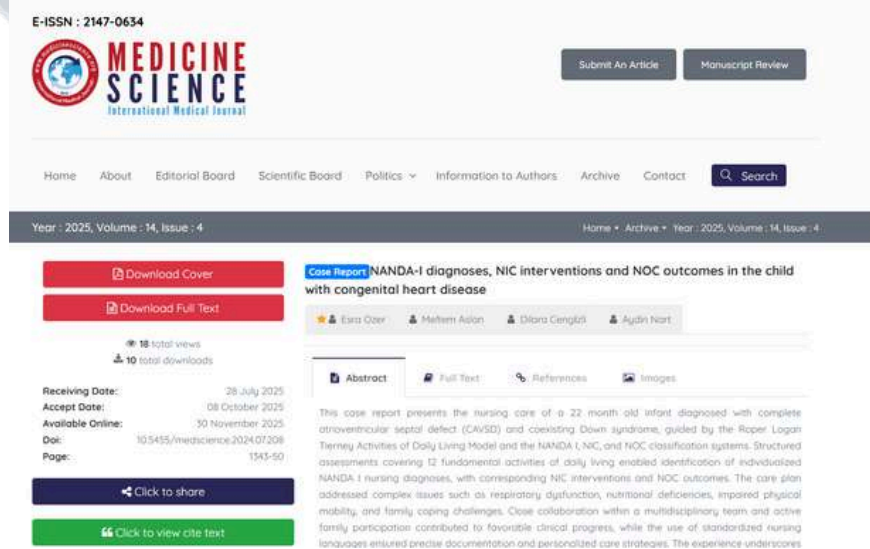 E-ISSN : 2147-0634
MEDICINE
SCIENCE
International Medical Journal
Submit An Article
Manuscript Review
Home
About
Editorial Board
Scientific Board
Politics
Information to Authors
Archive
Contact
Search
Year : 2025, Volume : 14, Issue : 4
Home • Archive • Year : 2025, Volume : 14, Issue : 4
Download Cover
Download Full Text
18 total views
10 total downloads
Receiving Date: 28 July 2025
Accept Date: 08 October 2025
Available Online: 30 November 2025
Doi: 10.5455/medscience.2024.07.208
Page: 1343-50
Click to share
Click to view cite text
Case Report NANDA-I diagnoses, NIC interventions and NOC outcomes in the child
with congenital heart disease
Esra Ozer
Meltem Aslan
Dilara Cengizli
Aydin Nart
Abstract
Full Text
References
Images
This case report presents the nursing care of a 22 month old infant diagnosed with complete
atrioventricular septal defect (CAVSD) and coexisting Down syndrome, guided by the Roper Logan
Tierney Activities of Daily Living Model and the NANDA I, NIC, and NOC classification systems. Structured
assessments covering 12 fundamental activities of daily living enabled identification of individualized
NANDA I nursing diagnoses, with corresponding NIC interventions and NOC outcomes. The care plan
addressed complex issues such as respiratory dysfunction, nutritional deficiencies, impaired physical
mobility, and family coping challenges. Close collaboration within a multidisciplinary team and active
family participation contributed to favorable clinical progress, while the use of standardized nursing
languages ensured precise documentation and personalized care strategies. The experience underscores